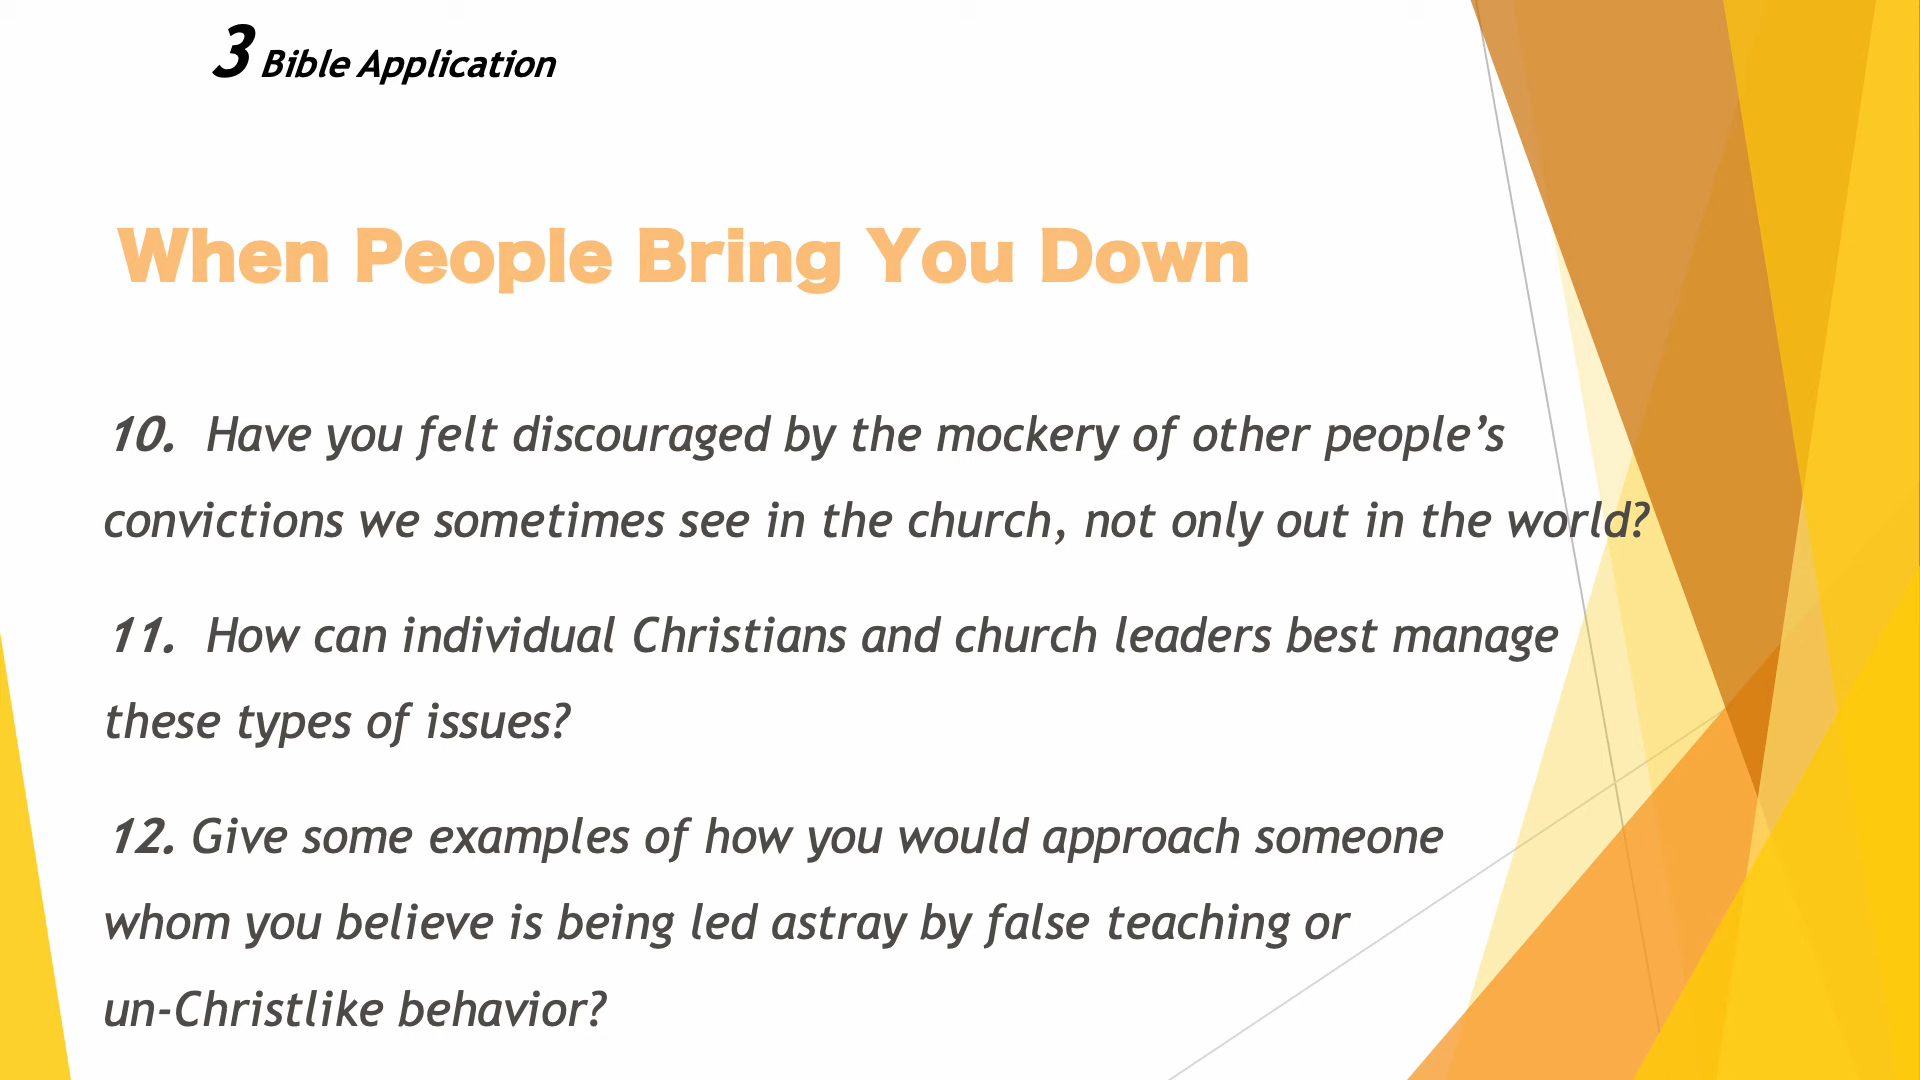 3 Bible Application
When People Bring You Down
10. Have you felt discouraged by the mockery of other people’s
convictions we sometimes see in the church, not only out in the world?
11. How can individual Christians and church leaders best manage
these types of issues?
12. Give some examples of how you would approach someone
whom you believe is being led astray by false teaching or
un-Christlike behavior?